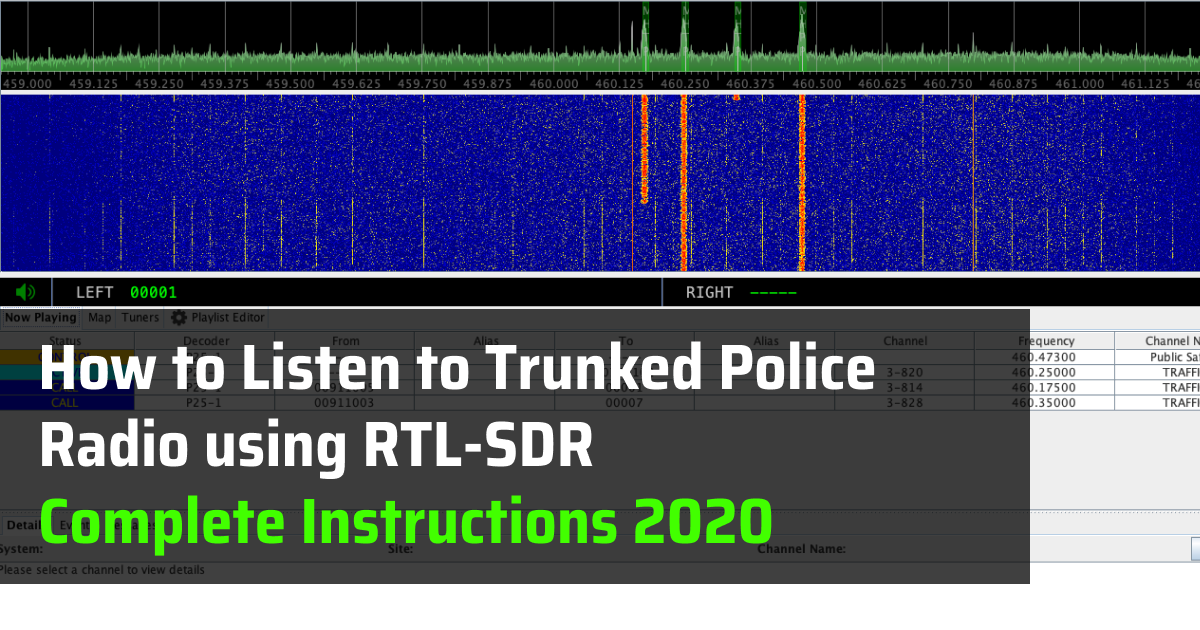 459.000 459.125 459.250 459.375 459.500 459.625 459.750 459.875 460.000 460.125 460.250 460.375 460.500 460.625 460.750 460.875 461.000 461.125
LEFT 00001 RIGHT -----
Now Playing Map Tuners Playlist Editor
Status Decoder From Alias To Alias Channel Frequency Channel
460.47300 Public
3-820 460.25000
3-814 460.17500
CALL P25-1 00911003 00007 3-828 460.35000
How to Listen to Trunked Police
Radio using RTL-SDR
Complete Instructions 2020
System: Site: Channel Name:
Please select a channel to view details